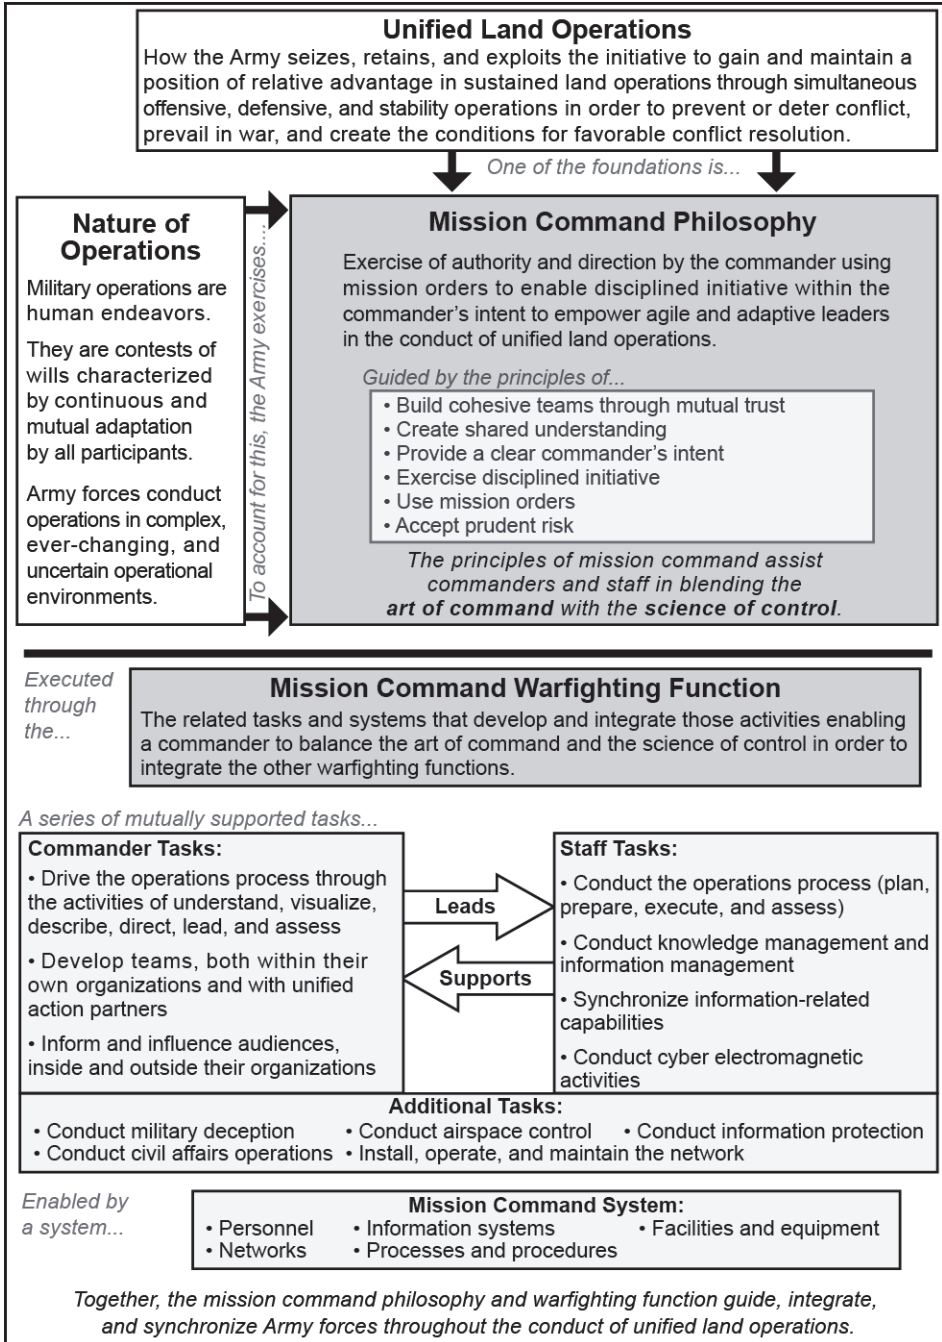 Unified Land Operations
How the Army seizes, retains, and exploits the initiative to gain and maintain a
position of relative advantage in sustained land operations through simultaneous
offensive, defensive, and stability operations in order to prevent or deter conflict,
prevail in war, and create the conditions for favorable conflict resolution.
One of the foundations is...
Nature of
Operations
Military operations are
human endeavors.
They are contests of
wills characterized
by continuous and
mutual adaptation
by all participants.
Army forces conduct
operations in complex,
ever-changing, and
uncertain operational
environments.
To account for this, the Army exercises....
Mission Command Philosophy
Exercise of authority and direction by the commander using
mission orders to enable disciplined initiative within the
commander's intent to empower agile and adaptive leaders
in the conduct of unified land operations.
Guided by the principles of...
• Build cohesive teams through mutual trust
• Create shared understanding
• Provide a clear commander's intent
• Exercise disciplined initiative
• Use mission orders
• Accept prudent risk
The principles of mission command assist
commanders and staff in blending the
art of command with the science of control.
Executed
through
the...
Mission Command Warfighting Function
The related tasks and systems that develop and integrate those activities enabling
a commander to balance the art of command and the science of control in order to
integrate the other warfighting functions.
A series of mutually supported tasks...
Commander Tasks:
• Drive the operations process through
the activities of understand, visualize,
describe, direct, lead, and assess
• Develop teams, both within their
own organizations and with unified
action partners
• Inform and influence audiences,
inside and outside their organizations
Leads
Supports
Staff Tasks:
• Conduct the operations process (plan,
prepare, execute, and assess)
• Conduct knowledge management and
information management
• Synchronize information-related
capabilities
• Conduct cyber electromagnetic
activities
Additional Tasks:
• Conduct military deception • Conduct airspace control • Conduct information protection
• Conduct civil affairs operations • Install, operate, and maintain the network
Enabled by
a system...
Mission Command System:
• Personnel • Information systems • Facilities and equipment
• Networks • Processes and procedures
Together, the mission command philosophy and warfighting function guide, integrate,
and synchronize Army forces throughout the conduct of unified land operations.